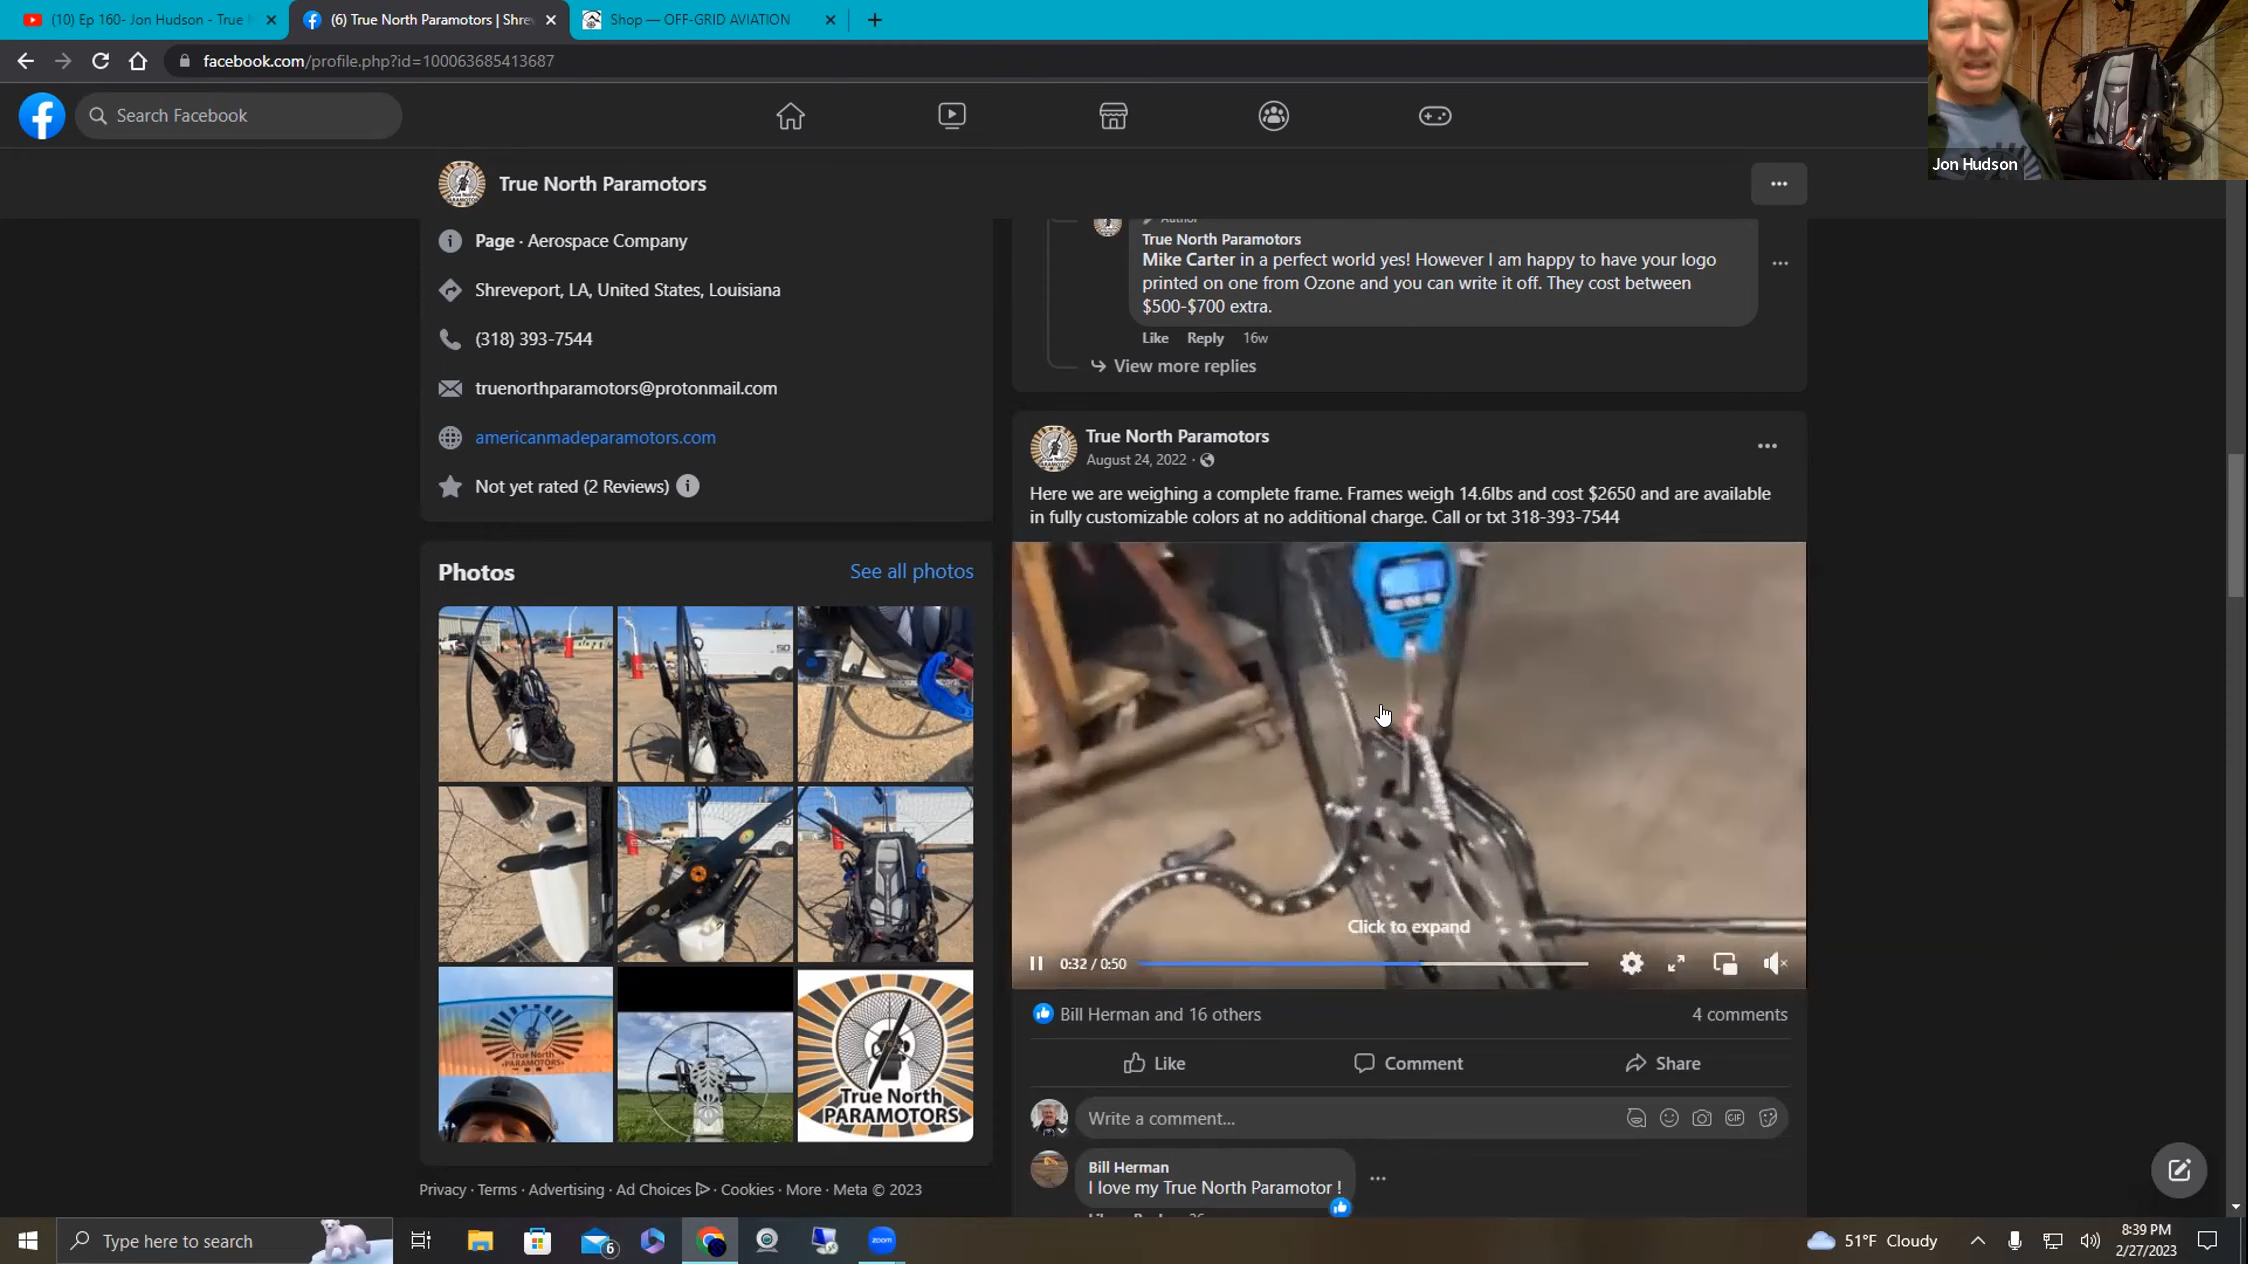 (10) Ep 160- Jon Hudson - True N
(6) True North Paramotors | Shrev
Shop — OFF-GRID AVIATION
facebook.com/profile.php?id=100063685413687
Search Facebook
Jon Hudson
True North Paramotors
Page · Aerospace Company
Shreveport, LA, United States, Louisiana
(318) 393-7544
truenorthparamotors@protonmail.com
americanmadeparamotors.com
Not yet rated (2 Reviews)
Photos
See all photos
True North
PARAMOTORS
True North
PARAMOTORS
Privacy · Terms · Advertising · Ad Choices · Cookies · More · Meta © 2023
Author
True North Paramotors
Mike Carter in a perfect world yes! However I am happy to have your logo
printed on one from Ozone and you can write it off. They cost between
$500-$700 extra.
Like Reply 16w
View more replies
True North Paramotors
August 24, 2022 ·
Here we are weighing a complete frame. Frames weigh 14.6lbs and cost $2650 and are available
in fully customizable colors at no additional charge. Call or txt 318-393-7544
Click to expand
0:32 / 0:50
Bill Herman and 16 others
4 comments
Like
Comment
Share
Write a comment...
GIF
Bill Herman
I love my True North Paramotor !
Type here to search
6
zoom
51°F Cloudy
8:39 PM
2/27/2023